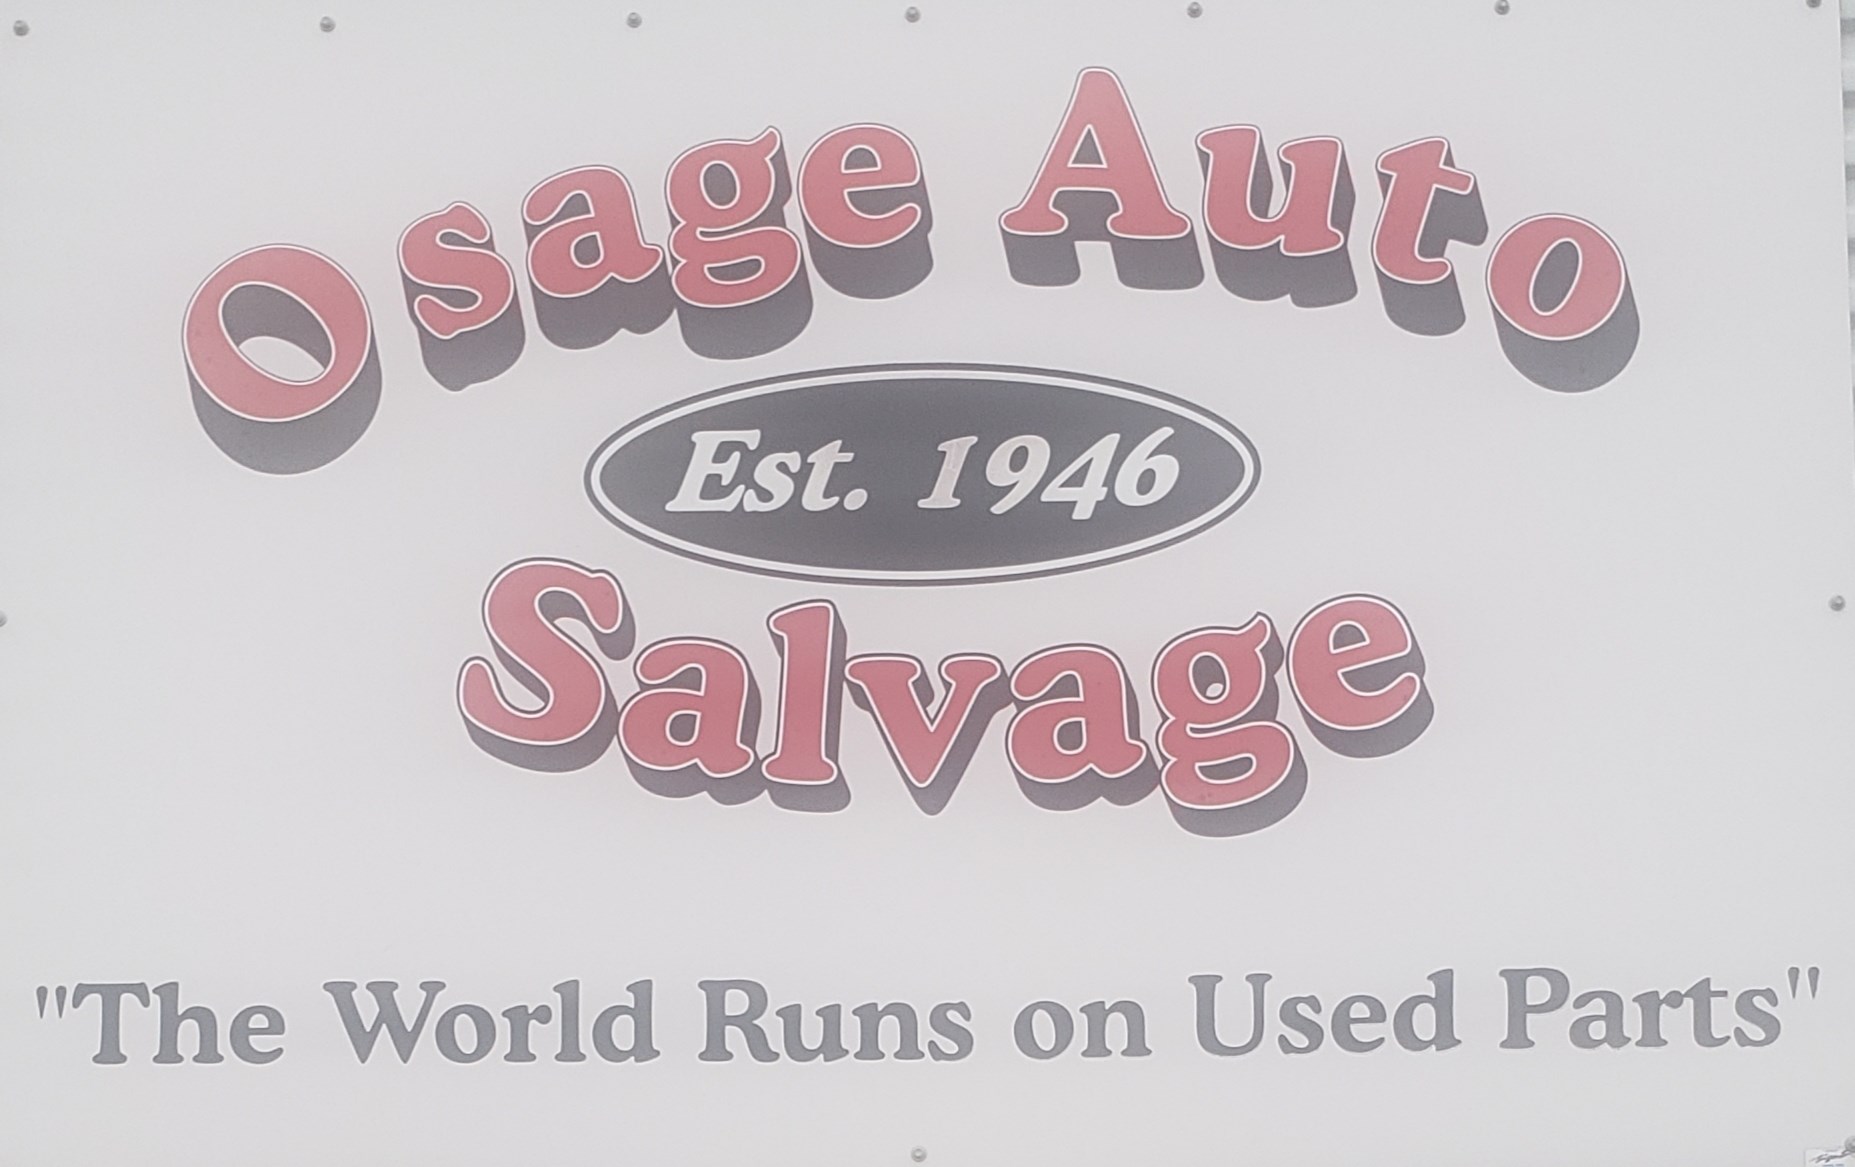 Osage Auto
Est. 1946
Salvage
"The World Runs on Used Parts"